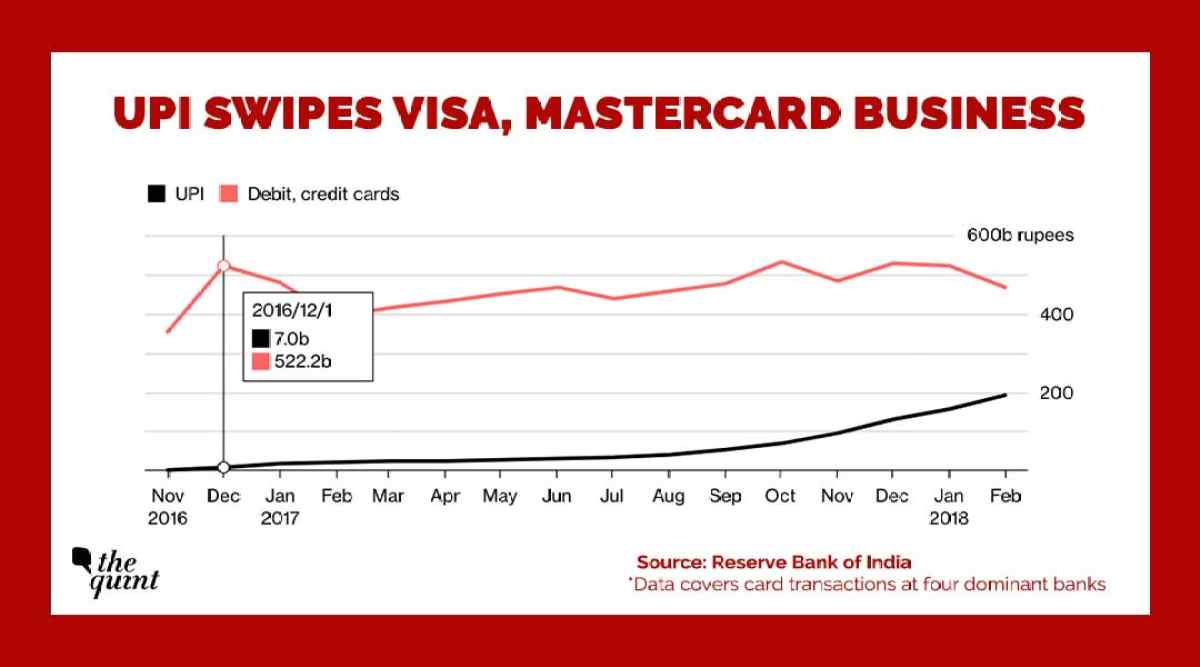 UPI SWIPES VISA, MASTERCARD BUSINESS
UPI Debit, credit cards
600b rupees
400
200
2016/12/1
7.0b
522.2b
Nov Dec Jan Feb Mar Apr May Jun Jul Aug Sep Oct Nov Dec Jan Feb
2016 2017 2018
the
quint
Source: Reserve Bank of India
*Data covers card transactions at four dominant banks